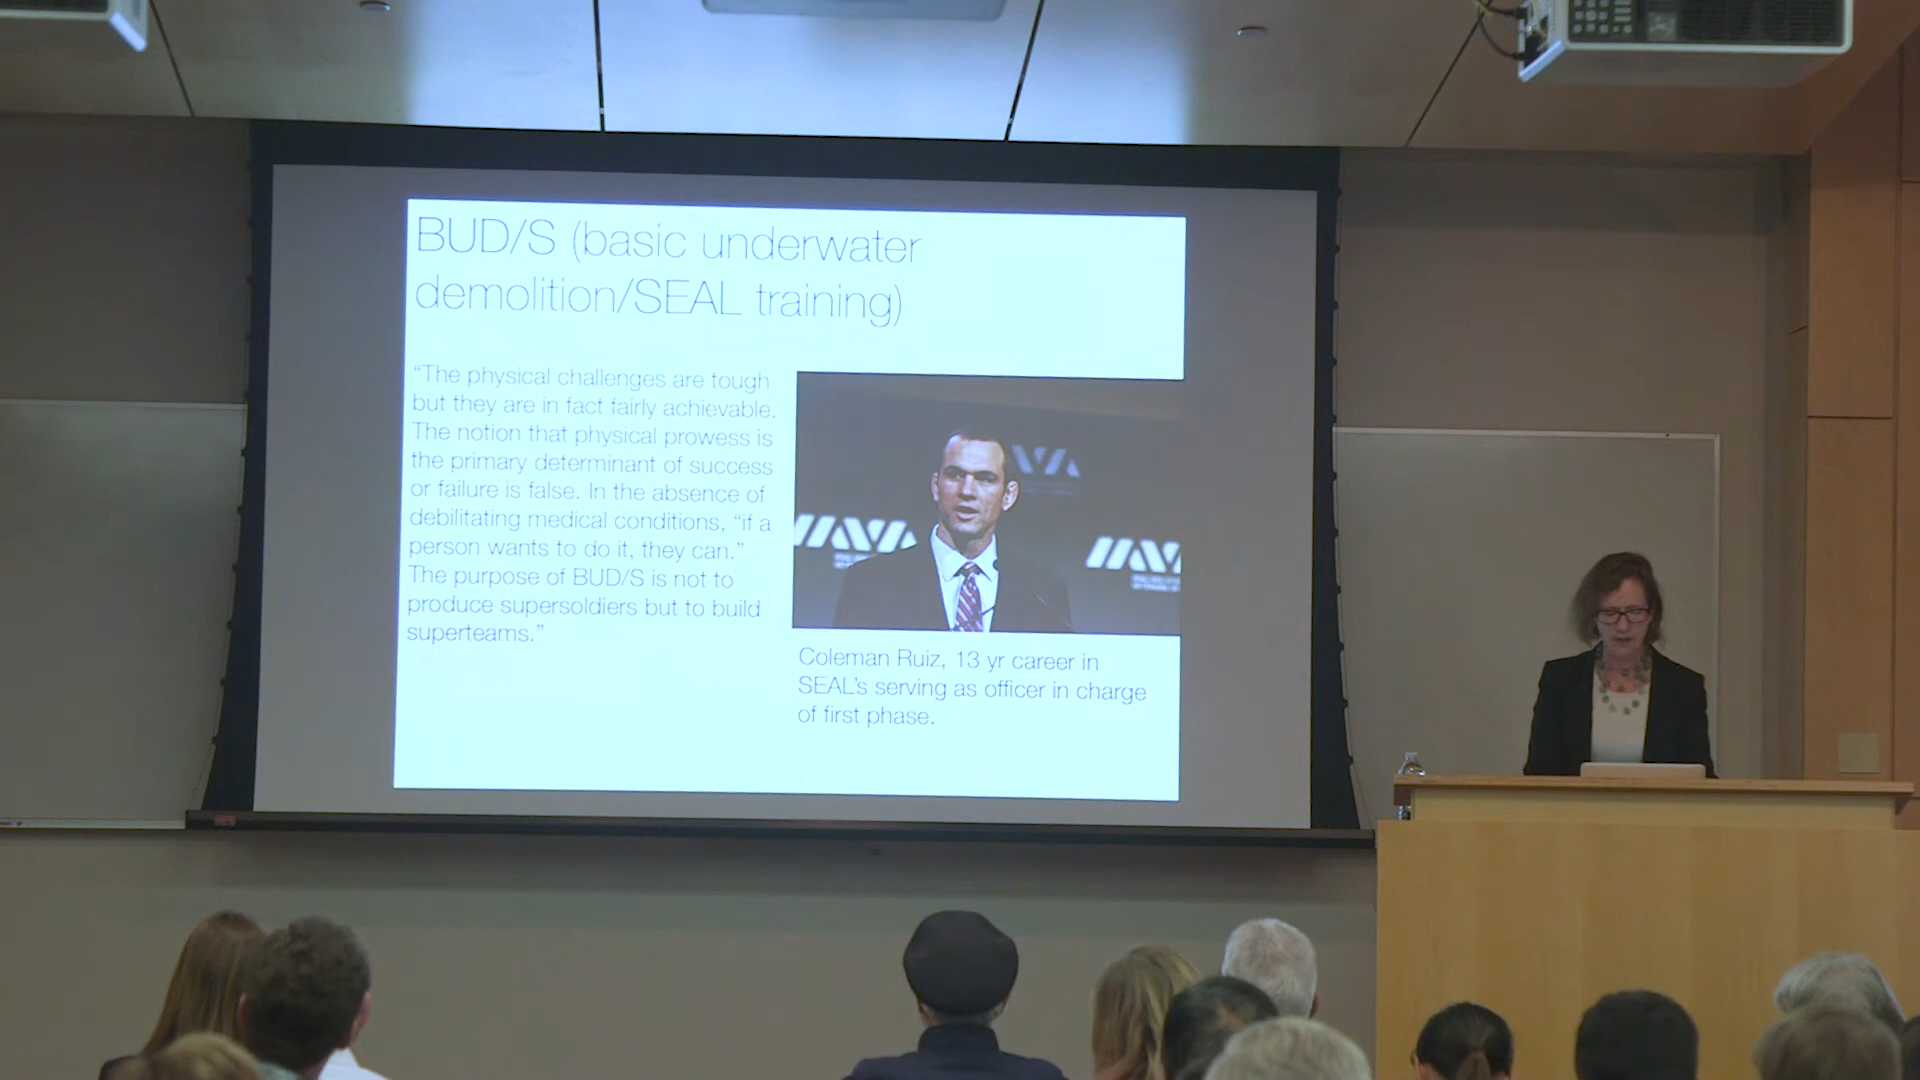 BUD/S (basic underwater
demolition/SEAL training)
“The physical challenges are tough
but they are in fact fairly achievable.
The notion that physical prowess is
the primary determinant of success
or failure is false. In the absence of
debilitating medical conditions, “if a
person wants to do it, they can.”
The purpose of BUD/S is not to
produce supersoldiers but to build
superteams.”
Coleman Ruiz, 13 yr career in
SEAL’s serving as officer in charge
of first phase.